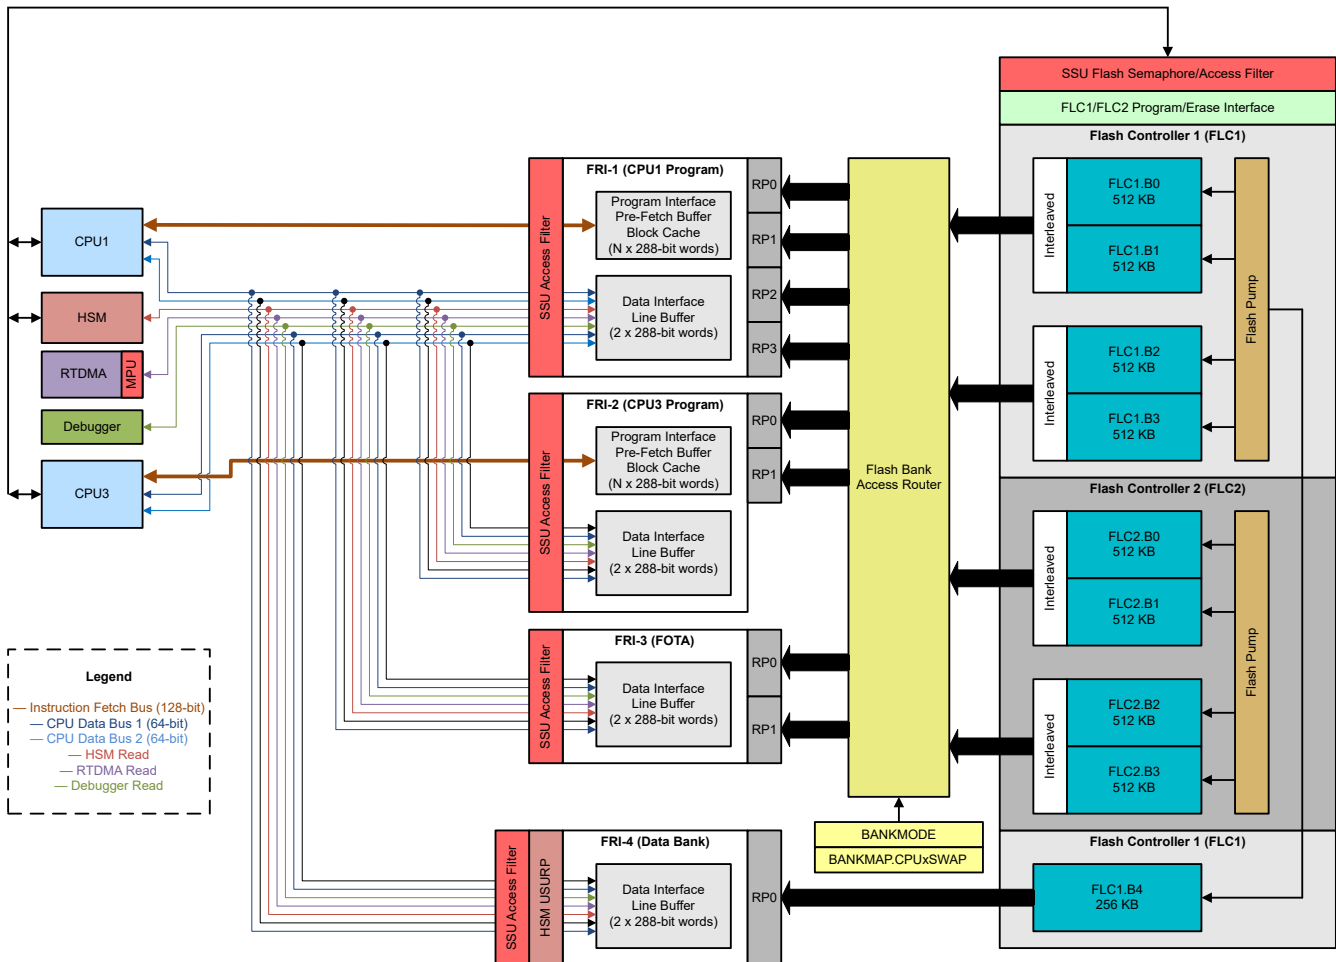 SSU Flash Semaphore/Access Filter
FLC1/FLC2 Program/Erase Interface
Flash Controller 1 (FLC1)
Interleaved
FLC1.B0
512 KB
FLC1.B1
512 KB
Interleaved
FLC1.B2
512 KB
FLC1.B3
512 KB
Flash Pump
Flash Controller 2 (FLC2)
Interleaved
FLC2.B0
512 KB
FLC2.B1
512 KB
Interleaved
FLC2.B2
512 KB
FLC2.B3
512 KB
Flash Pump
Flash Controller 1 (FLC1)
FLC1.B4
256 KB
CPU1
HSM
RTDMA
MPU
Debugger
CPU3
SSU Access Filter
FRI-1 (CPU1 Program)
Program Interface
Pre-Fetch Buffer
Block Cache
(N x 288-bit words)
Data Interface
Line Buffer
(2 x 288-bit words)
RP0
RP1
RP2
RP3
SSU Access Filter
FRI-2 (CPU3 Program)
Program Interface
Pre-Fetch Buffer
Block Cache
(N x 288-bit words)
Data Interface
Line Buffer
(2 x 288-bit words)
RP0
RP1
SSU Access Filter
FRI-3 (FOTA)
Data Interface
Line Buffer
(2 x 288-bit words)
RP0
RP1
SSU Access Filter
HSM USURP
FRI-4 (Data Bank)
Data Interface
Line Buffer
(2 x 288-bit words)
RP0
Flash Bank
Access Router
BANKMODE
BANKMAP.CPUxSWAP
Legend
Instruction Fetch Bus (128-bit)
CPU Data Bus 1 (64-bit)
CPU Data Bus 2 (64-bit)
HSM Read
RTDMA Read
Debugger Read